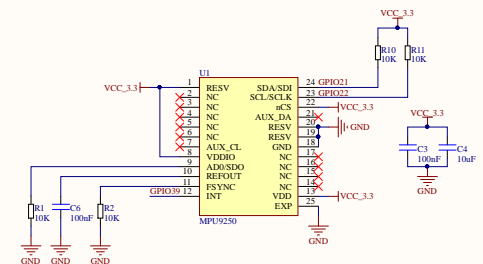 VCC_3.3
R10
10K
R11
10K
U1
VCC_3.3
1 RESV SDA/SDI 24 GPIO21
2 NC SCL/SCLK 23 GPIO22
3 NC nCS 22 VCC_3.3
4 NC AUX_DA 21
5 NC RESV 20
6 NC RESV 19 GND
7 AUX_CL GND 18
8 VDDIO NC 17
9 AD0/SDO NC 16
10 REFOUT NC 15
11 FSYNC NC 14
GPIO39 12 INT VDD 13 VCC_3.3
EXP 25
MPU9250
VCC_3.3
C3
100nF
C4
10uF
GND
R1
10K
C6
100nF
R2
10K
GND
GND
GND
GND